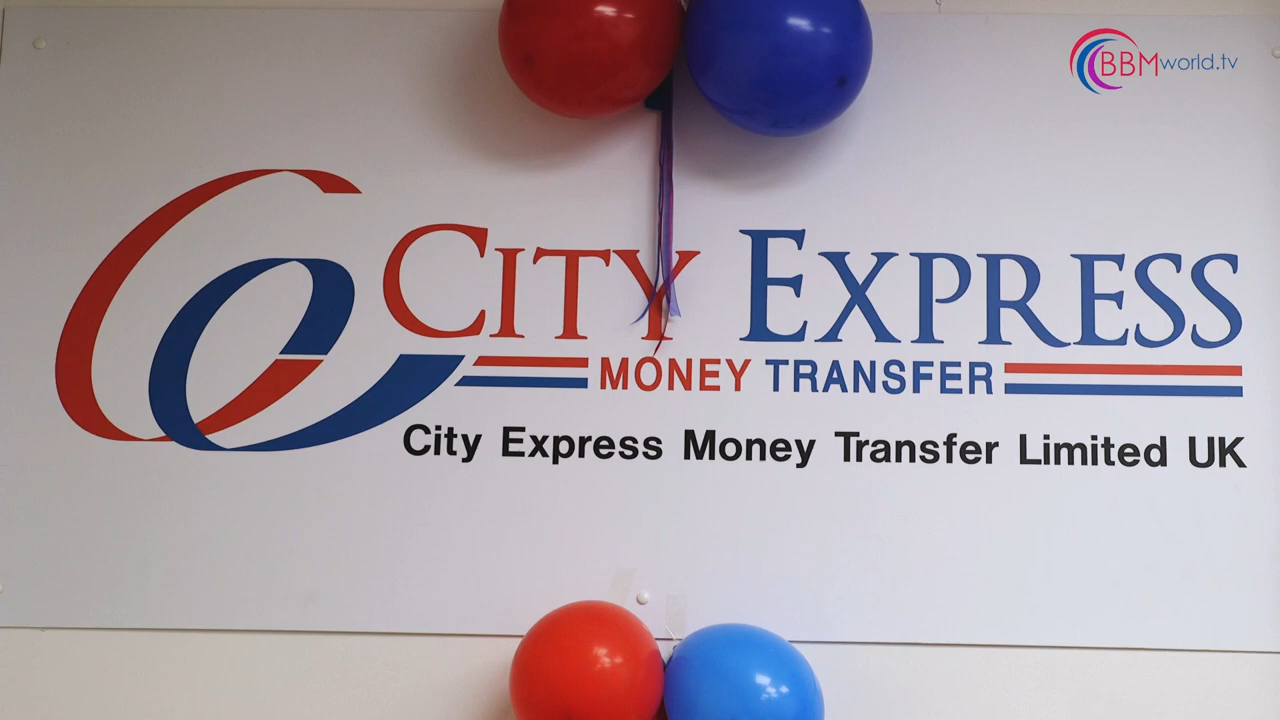 BBMworld.tv
CITY EXPRESS
MONEY TRANSFER
City Express Money Transfer Limited UK